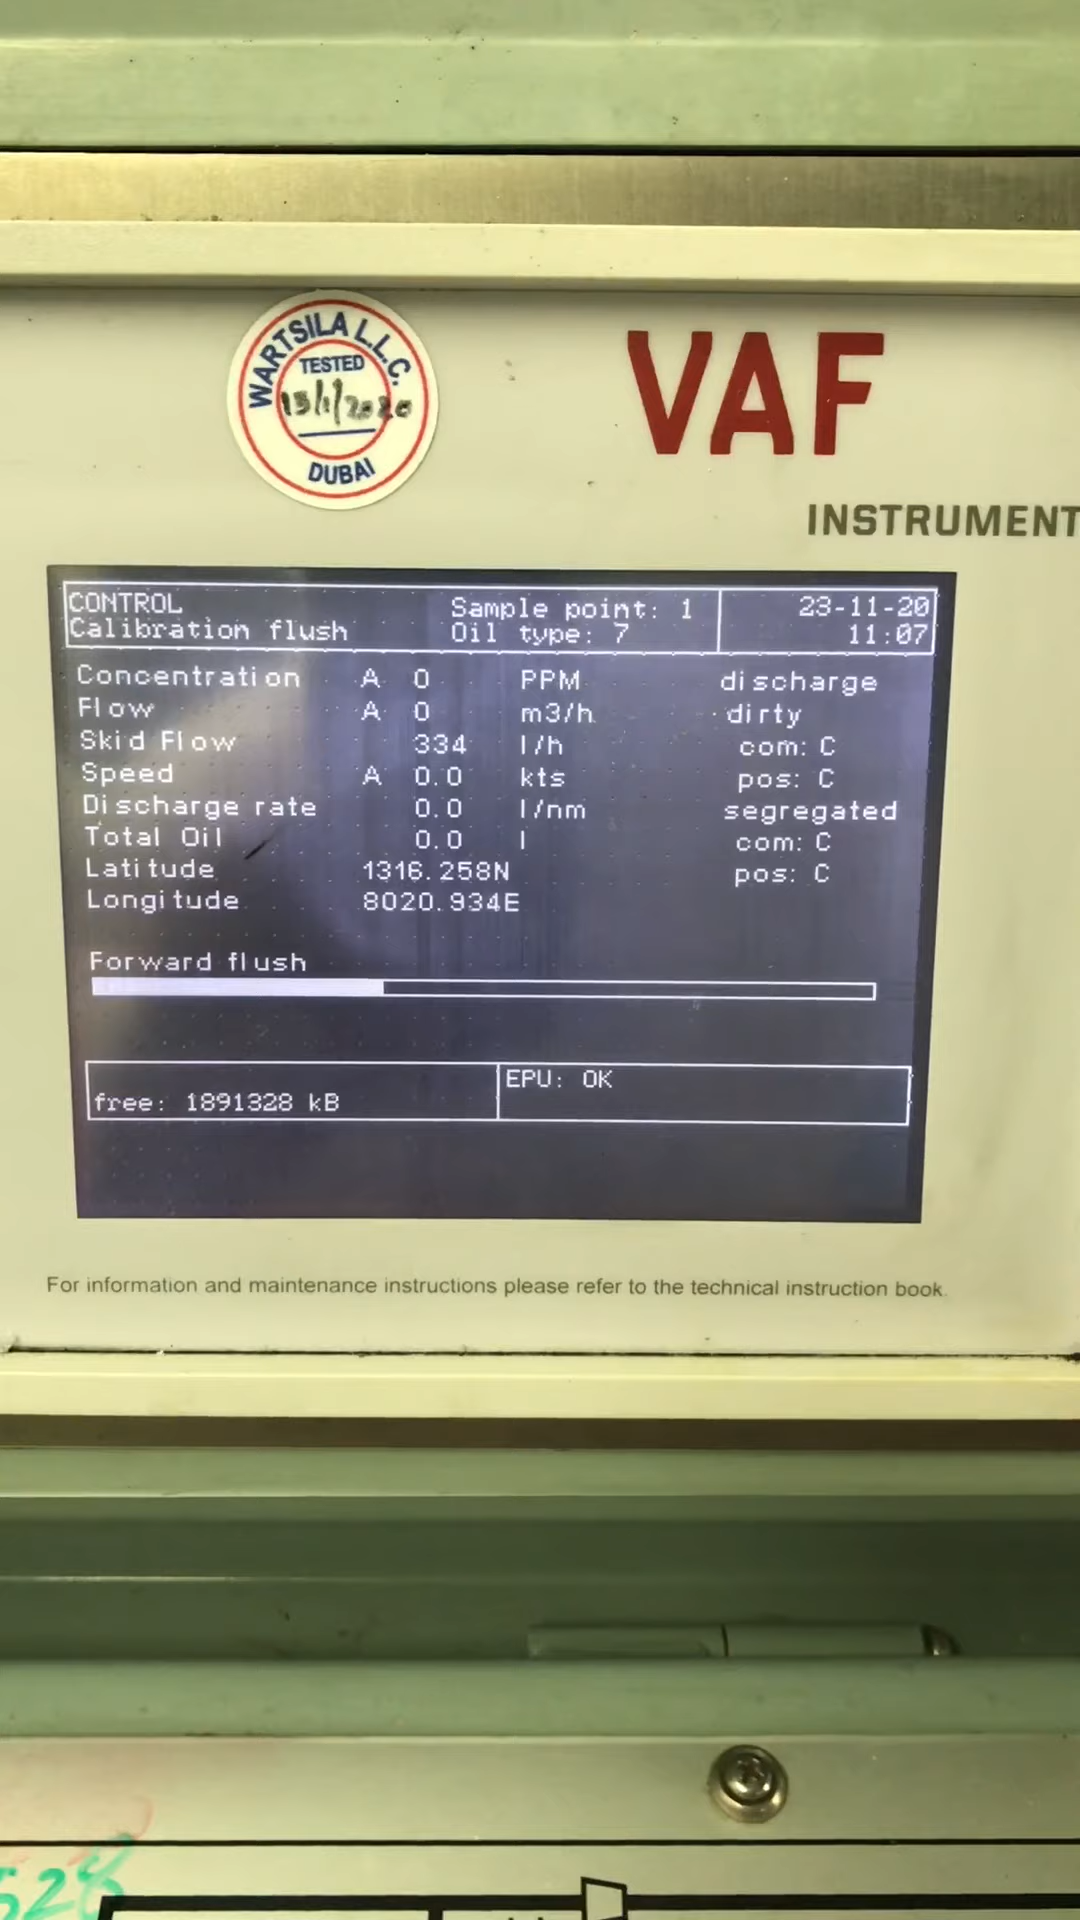 WARTSILA L.L.C.
TESTED
15/1/2020
DUBAI
VAF
INSTRUMENT
CONTROL Sample point: 1 23-11-20
Calibration flush Oil type: 7 11:07
Concentration A 0 PPM discharge
Flow A 0 m3/h dirty
Skid Flow 334 l/h com: C
Speed A 0.0 kts pos: C
Discharge rate 0.0 l/nm segregated
Total Oil 0.0 l com: C
Latitude 1316.258N pos: C
Longitude 8020.934E
Forward flush
EPU: OK
free: 1891328 kB
For information and maintenance instructions please refer to the technical instruction book.
528